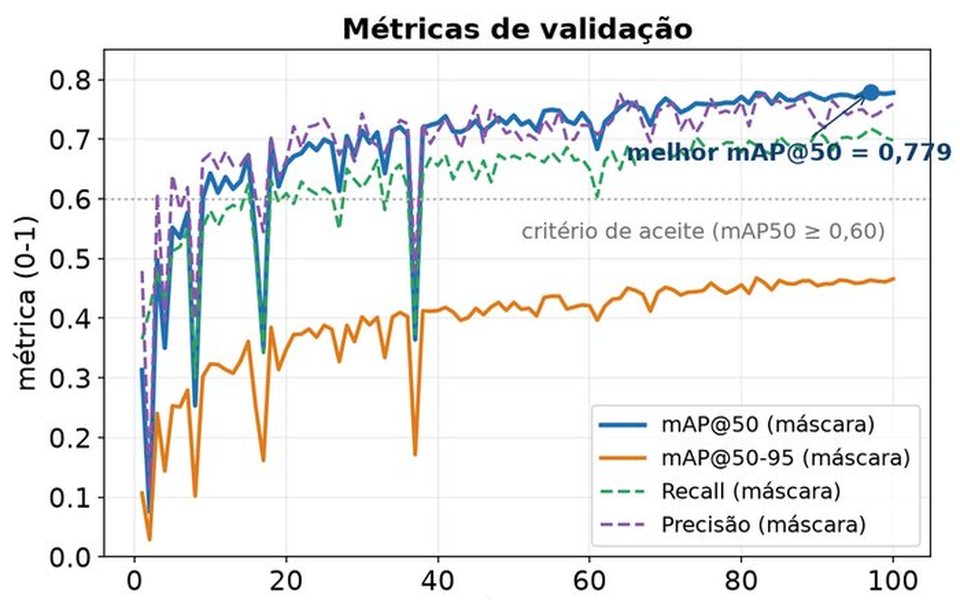 Métricas de validação
métrica (0-1)
0.8
0.7
0.6
0.5
0.4
0.3
0.2
0.1
0.0
melhor mAP@50 = 0,779
critério de aceite (mAP50 ≥ 0,60)
mAP@50 (máscara)
mAP@50-95 (máscara)
Recall (máscara)
Precisão (máscara)
0 20 40 60 80 100